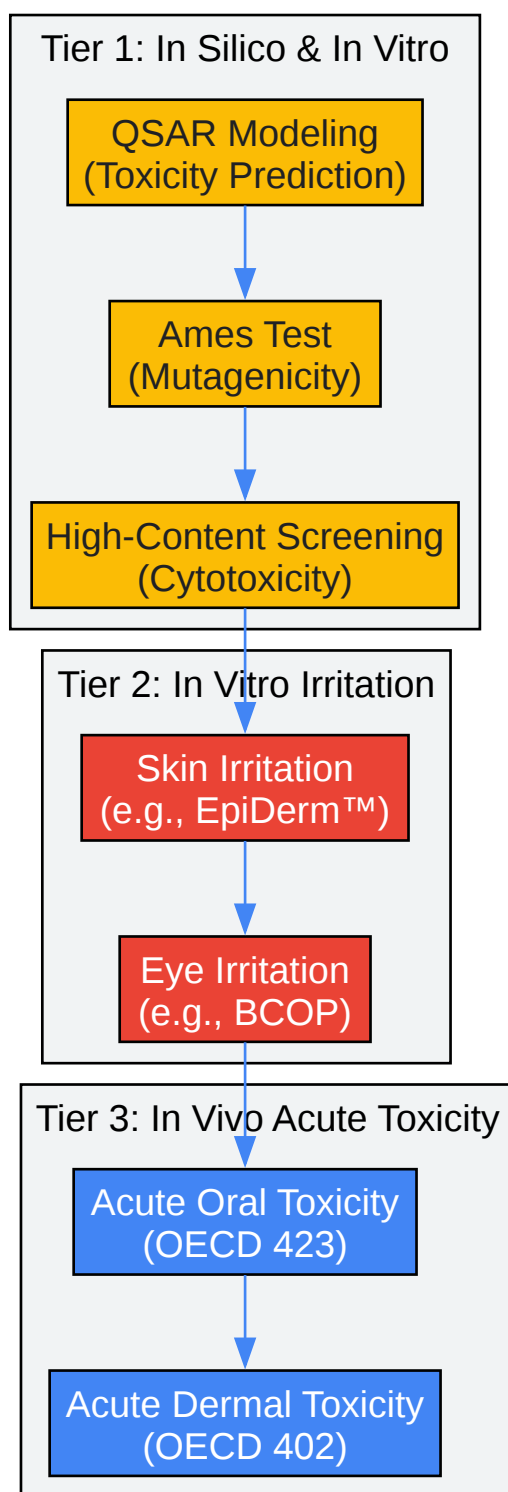 Tier 1: In Silico & In Vitro
QSAR Modeling
(Toxicity Prediction)
Ames Test
(Mutagenicity)
High-Content Screening
(Cytotoxicity)
Tier 2: In Vitro Irritation
Skin Irritation
(e.g., EpiDerm™)
Eye Irritation
(e.g., BCOP)
Tier 3: In Vivo Acute Toxicity
Acute Oral Toxicity
(OECD 423)
Acute Dermal Toxicity
(OECD 402)